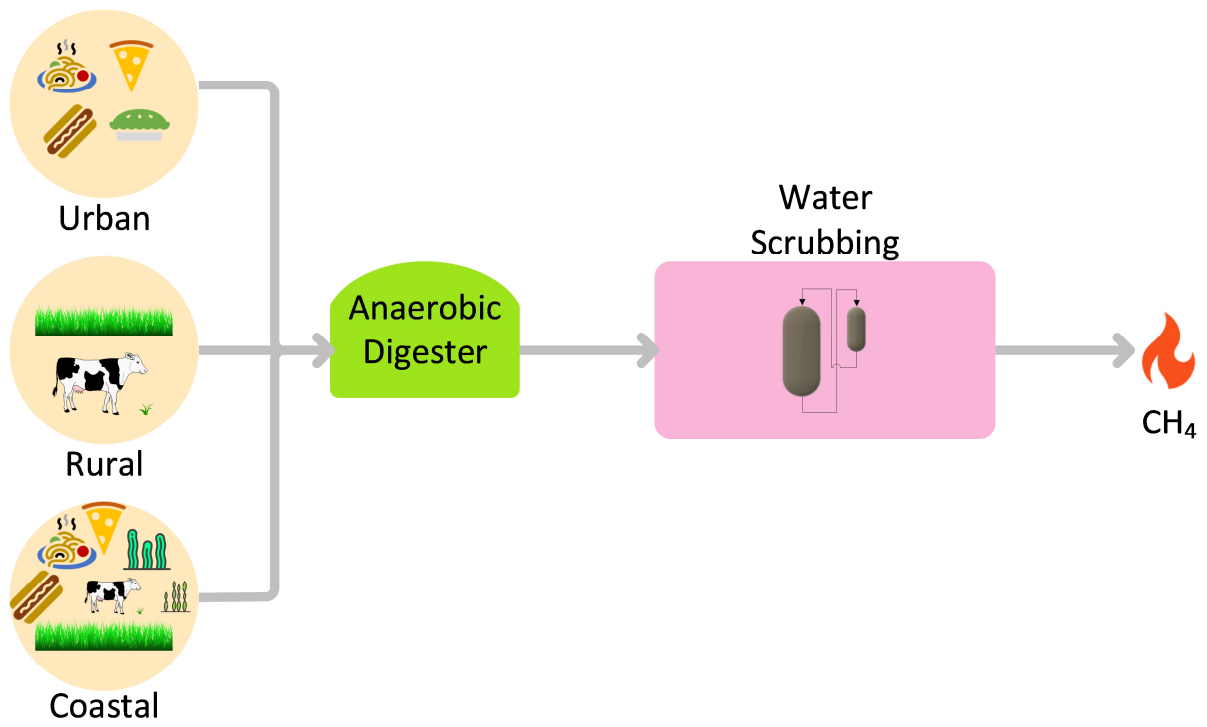 Urban
Rural
Coastal
Anaerobic
Digester
Water
Scrubbing
CH₄